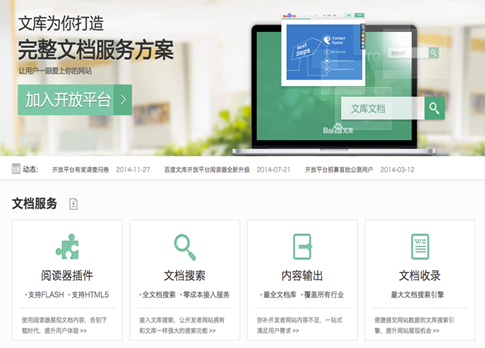 文库为你打造
完整文档服务方案
让用户一眼爱上你的网站
加入开放平台
Next Steps
文库文档
Bai du 文库
动态： 开放平台有奖调查问卷 2014-11-27 百度文库开放平台阅读器全新升级 2014-07-21 开放平台招募首批公测用户 2014-03-12
文档服务
阅读器插件
·支持FLASH ·支持HTML5
使用阅读器展现文档内容，告别下
载时代，提升用户体验 >>
文档搜索
·全文档搜索 ·零成本接入服务
接入文库搜索，让开发者网站拥有
和文库一样强大的搜索功能 >>
内容输出
·最全文档库 ·覆盖所有行业
弥补开发者网站内容不足，一站式
满足用户需求 >>
文档收录
最大文档搜索引擎
便捷提交网站数据到文库搜索引
擎，提升网站展现机会 >>